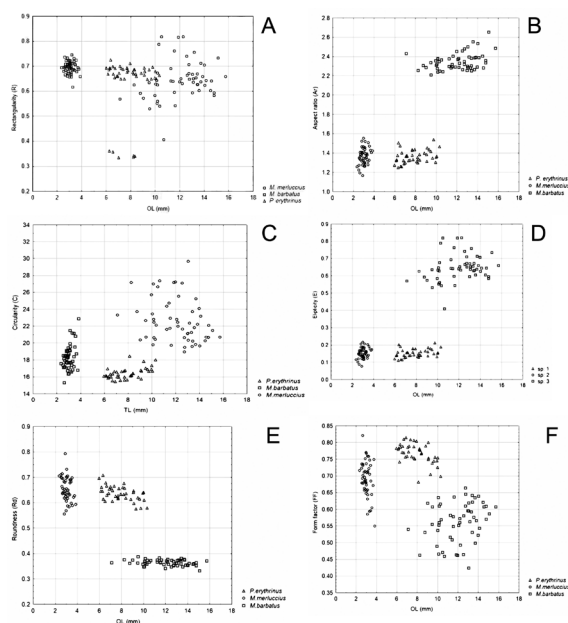 A
0.9
0.8
0.7
0.6
0.5
0.4
0.3
0.2
Rectangularity (R)
0 2 4 6 8 10 12 14 16 18
OL (mm)
M. merluccius
M. barbatus
P. erythrinus
B
3.0
2.6
2.2
1.8
1.4
1.0
Aspect ratio (Ar)
0 2 4 6 8 10 12 14 16 18
OL (mm)
P. erythrinus
M.merluccius
M.barbatus
C
34
32
30
28
26
24
22
20
18
16
14
Circularity (C)
0 2 4 6 8 10 12 14 16 18
TL (mm)
P.erythrinus
M.barbatus
M.merluccius
D
0.9
0.8
0.7
0.6
0.5
0.4
0.3
0.2
0.1
0.0
Elipticity (E)
0 2 4 6 8 10 12 14 16 18
OL (mm)
sp 1
sp 2
sp 3
E
0.9
0.8
0.7
0.6
0.5
0.4
0.3
0.2
Roundness (Rd)
0 2 4 6 8 10 12 14 16 18
OL (mm)
P.erythrinus
M.merluccius
M.barbatus
F
0.85
0.80
0.75
0.70
0.65
0.60
0.55
0.50
0.45
0.40
0.35
Form factor (FF)
0 2 4 6 8 10 12 14 16 18
OL (mm)
P.erythrinus
M.merluccius
M.barbatus